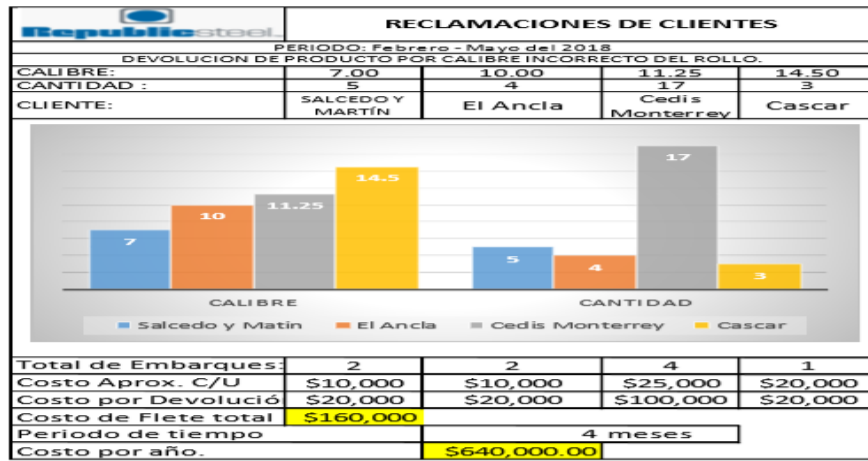 Republic steel. RECLAMACIONES DE CLIENTES
PERIODO: Febrero - Mayo del 2018
DEVOLUCION DE PRODUCTO POR CALIBRE INCORRECTO DEL ROLLO.
CALIBRE: 7.00 10.00 11.25 14.50
CANTIDAD : 5 4 17 3
CLIENTE: SALCEDO Y MARTÍN El Ancla Cedis Monterrey Cascar
7 10 11.25 14.5 5 4 17 3
CALIBRE CANTIDAD
Salcedo y Matin El Ancla Cedis Monterrey Cascar
Total de Embarques: 2 2 4 1
Costo Aprox. C/U $10,000 $10,000 $25,000 $20,000
Costo por Devolució $20,000 $20,000 $100,000 $20,000
Costo de Flete total $160,000
Periodo de tiempo 4 meses
Costo por año. $640,000.00